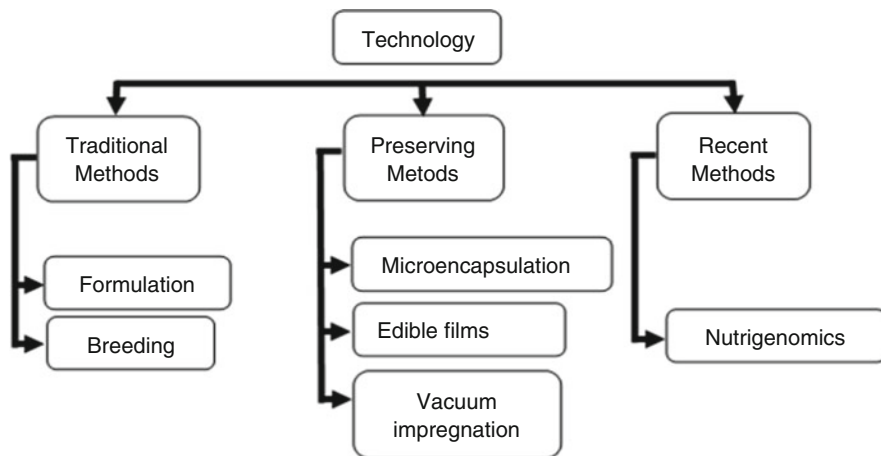 Technology
Traditional
Methods
Preserving
Metods
Recent
Methods
Formulation
Breeding
Microencapsulation
Edible films
Vacuum
impregnation
Nutrigenomics